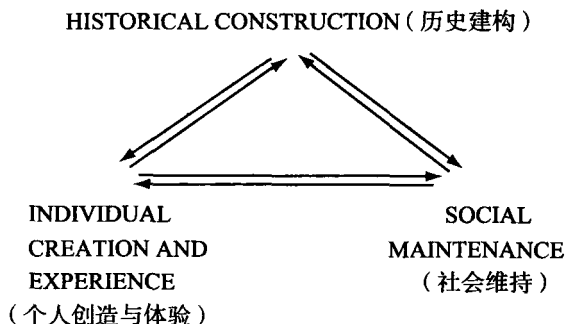 HISTORICAL CONSTRUCTION（历史建构）
INDIVIDUAL
CREATION AND
EXPERIENCE
（个人创造与体验）
SOCIAL
MAINTENANCE
（社会维持）